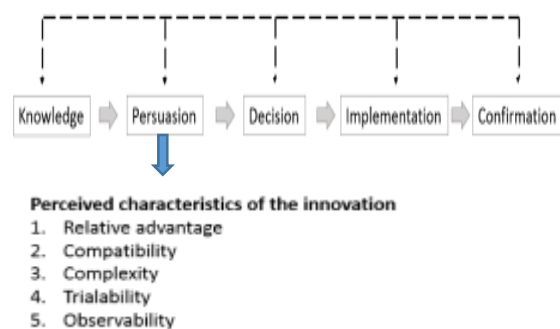 Knowledge
Persuasion
Decision
Implementation
Confirmation
Perceived characteristics of the innovation
1. Relative advantage
2. Compatibility
3. Complexity
4. Trialability
5. Observability